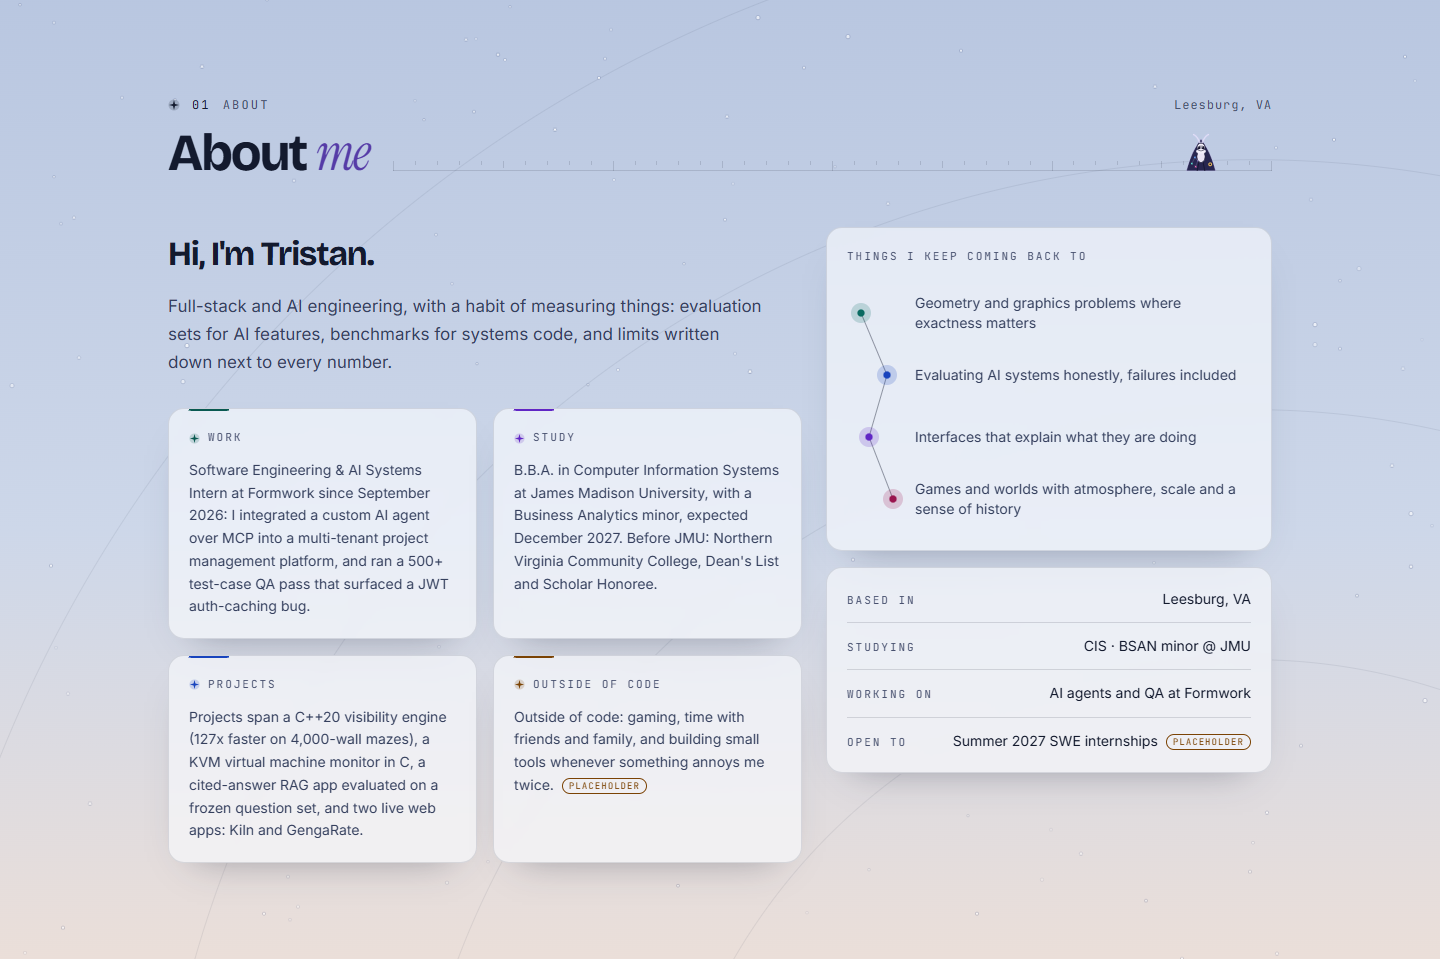 01 ABOUT
Leesburg, VA
About me
Hi, I'm Tristan.
Full-stack and AI engineering, with a habit of measuring things: evaluation
sets for AI features, benchmarks for systems code, and limits written
down next to every number.
WORK
Software Engineering & AI Systems
Intern at Formwork since September
2026: I integrated a custom AI agent
over MCP into a multi-tenant project
management platform, and ran a 500+
test-case QA pass that surfaced a JWT
auth-caching bug.
STUDY
B.B.A. in Computer Information Systems
at James Madison University, with a
Business Analytics minor, expected
December 2027. Before JMU: Northern
Virginia Community College, Dean's List
and Scholar Honoree.
PROJECTS
Projects span a C++20 visibility engine
(127x faster on 4,000-wall mazes), a
KVM virtual machine monitor in C, a
cited-answer RAG app evaluated on a
frozen question set, and two live web
apps: Kiln and GengaRate.
OUTSIDE OF CODE
Outside of code: gaming, time with
friends and family, and building small
tools whenever something annoys me
twice. PLACEHOLDER
THINGS I KEEP COMING BACK TO
Geometry and graphics problems where
exactness matters
Evaluating AI systems honestly, failures included
Interfaces that explain what they are doing
Games and worlds with atmosphere, scale and a
sense of history
BASED IN Leesburg, VA
STUDYING CIS · BSAN minor @ JMU
WORKING ON AI agents and QA at Formwork
OPEN TO Summer 2027 SWE internships PLACEHOLDER